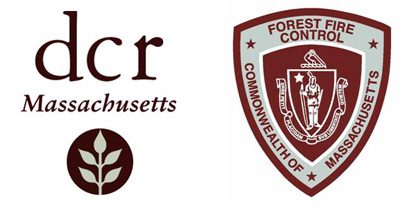 dcr
Massachusetts
FOREST FIRE
CONTROL
COMMONWEALTH OF
MASSACHUSETTS